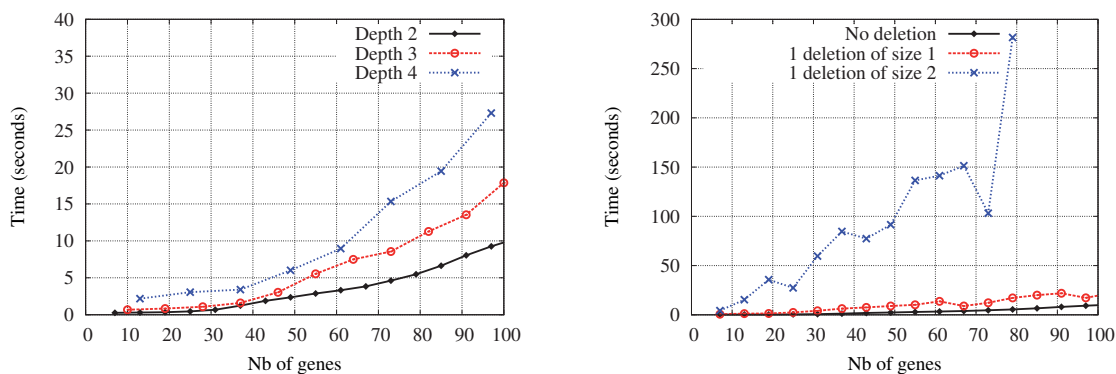 40
35
30
25
20
15
10
5
0
Time (seconds)
Depth 2
Depth 3
Depth 4
0 10 20 30 40 50 60 70 80 90 100
Nb of genes
300
250
200
150
100
50
0
Time (seconds)
No deletion
1 deletion of size 1
1 deletion of size 2
0 10 20 30 40 50 60 70 80 90 100
Nb of genes